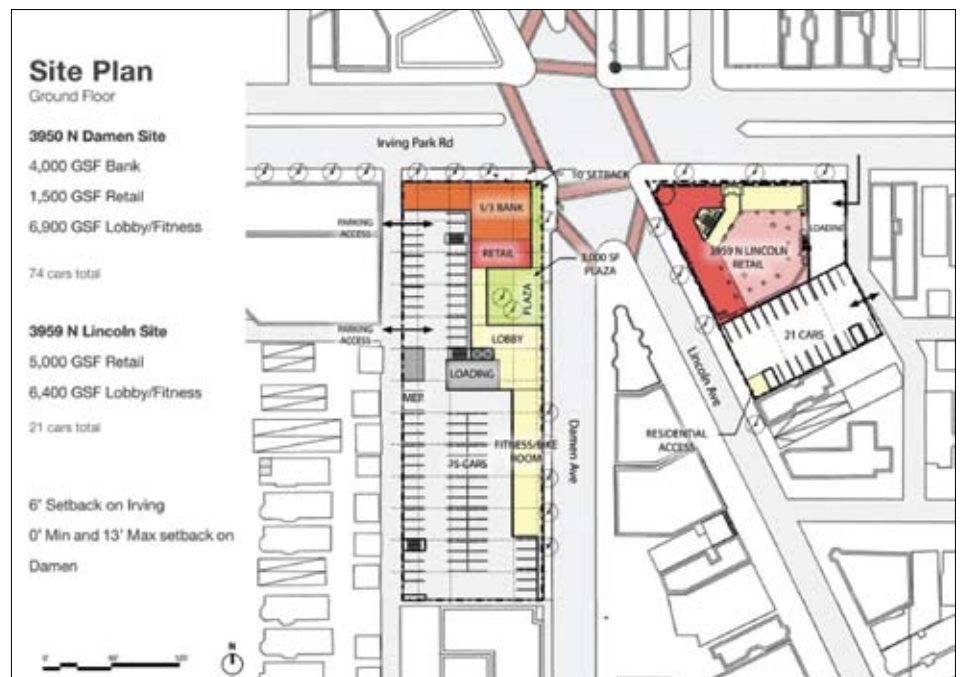 Site Plan
Ground Floor
3950 N Damen Site
4,000 GSF Bank
1,500 GSF Retail
6,900 GSF Lobby/Fitness
74 cars total
3959 N Lincoln Site
5,000 GSF Retail
6,400 GSF Lobby/Fitness
21 cars total
6" Setback on Irving
0' Min and 13' Max setback on
Damen
Irving Park Rd
10' SETBACK
PARKING
ACCESS
BANK
RETAIL
3,000 SF
PLAZA
PLAZA
PARKING
ACCESS
LOBBY
LOADING
MEP
FITNESS/BIKE
ROOM
75 CARS
Damen Ave
Lincoln Ave
3959 N LINCOLN
RETAIL
LOADING
21 CARS
RESIDENTIAL
ACCESS
N